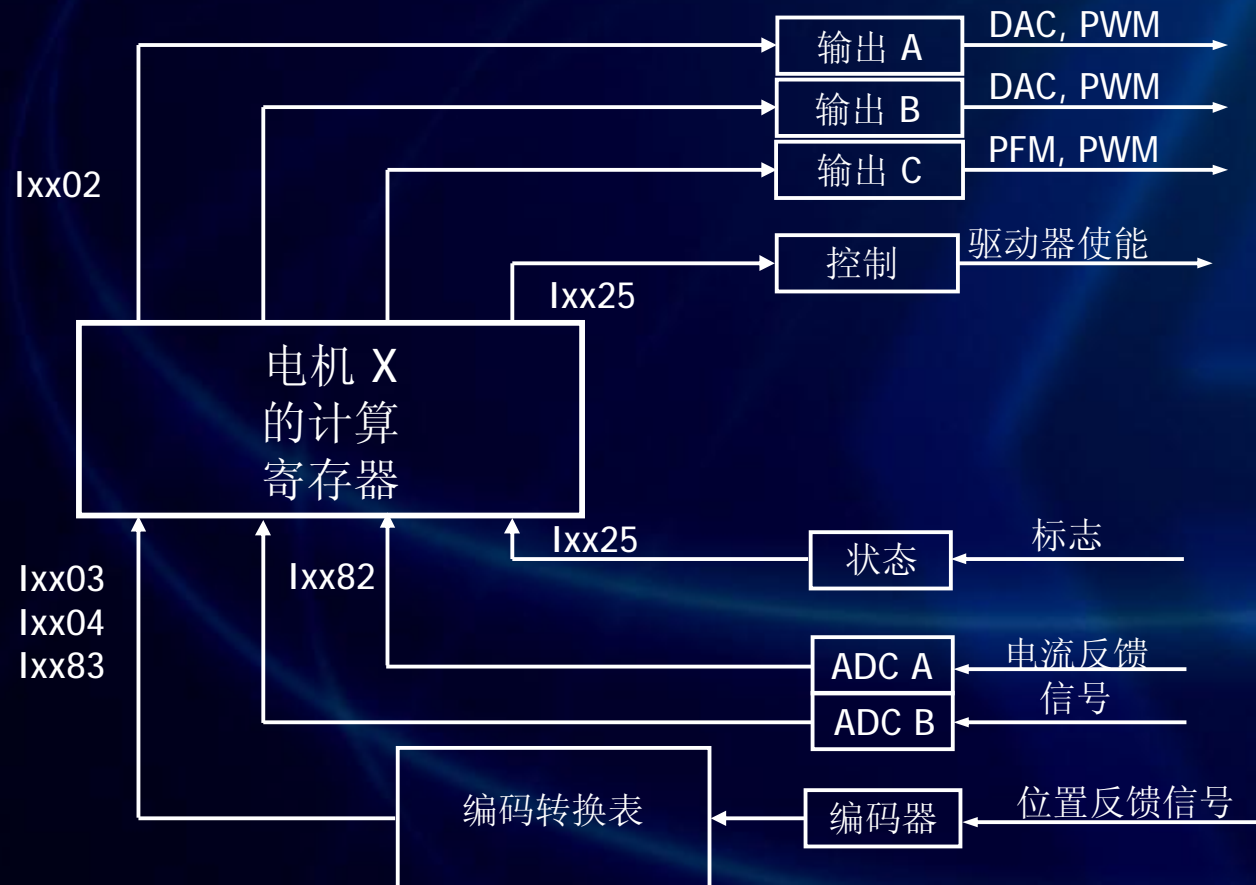 输出 A
DAC, PWM
输出 B
DAC, PWM
输出 C
PFM, PWM
Ixx02
控制
驱动器使能
Ixx25
电机 X
的计算
寄存器
Ixx25
状态
标志
Ixx03
Ixx04
Ixx83
Ixx82
ADC A
电流反馈
信号
ADC B
编码转换表
编码器
位置反馈信号